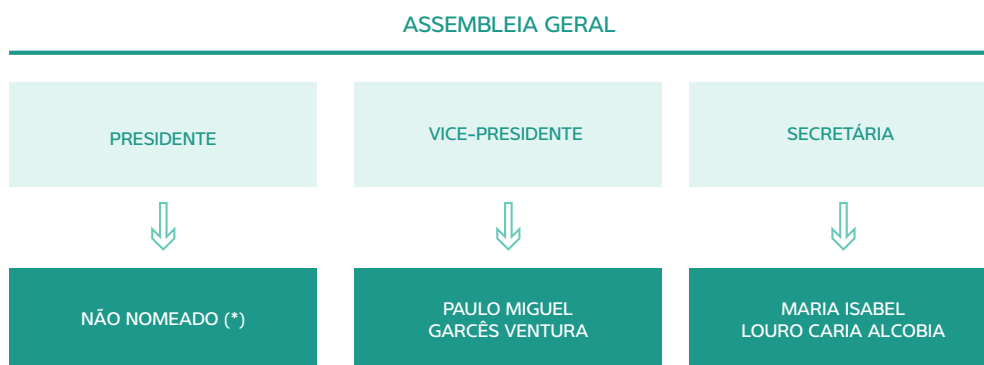 ASSEMBLEIA GERAL
PRESIDENTE
VICE-PRESIDENTE
SECRETÁRIA
NÃO NOMEADO (*)
PAULO MIGUEL
GARCÊS VENTURA
MARIA ISABEL
LOURO CARIA ALCOBIA